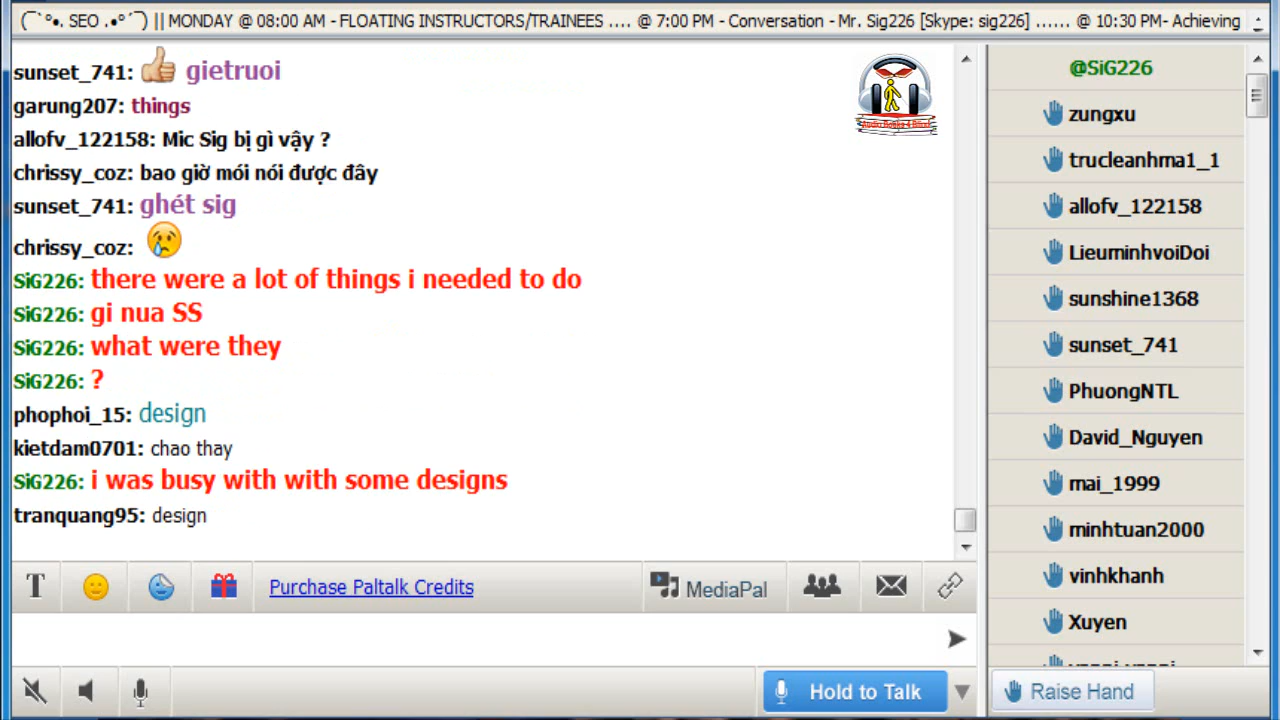 (¯`°•. SEO .•°´¯) || MONDAY @ 08:00 AM - FLOATING INSTRUCTORS/TRAINEES .... @ 7:00 PM - Conversation - Mr. Sig226 [Skype: sig226] ...... @ 10:30 PM- Achieving
sunset_741: gietruoi
garung207: things
allofv_122158: Mic Sig bị gì vậy ?
chrissy_coz: bao giờ mói nói được đây
sunset_741: ghét sig
chrissy_coz:
SiG226: there were a lot of things i needed to do
SiG226: gi nua SS
SiG226: what were they
SiG226: ?
phophoi_15: design
kietdam0701: chao thay
SiG226: i was busy with with some designs
tranquang95: design
T
Purchase Paltalk Credits
MediaPal
Hold to Talk
@SiG226
zungxu
trucleanhma1_1
allofv_122158
LieuminhvoiDoi
sunshine1368
sunset_741
PhuongNTL
David_Nguyen
mai_1999
minhtuan2000
vinhkhanh
Xuyen
Raise Hand